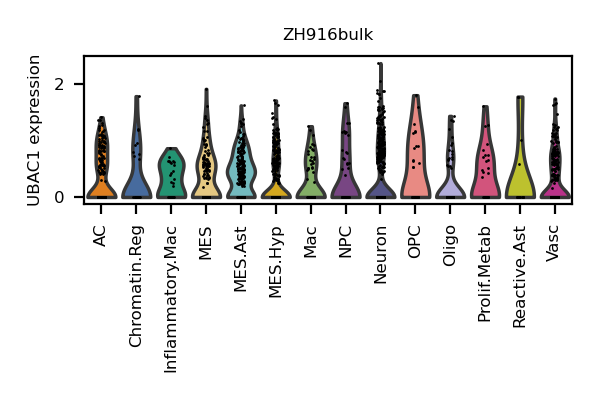 ZH916bulk
UBAC1 expression
2
0
AC
Chromatin.Reg
Inflammatory.Mac
MES
MES.Ast
MES.Hyp
Mac
NPC
Neuron
OPC
Oligo
Prolif.Metab
Reactive.Ast
Vasc